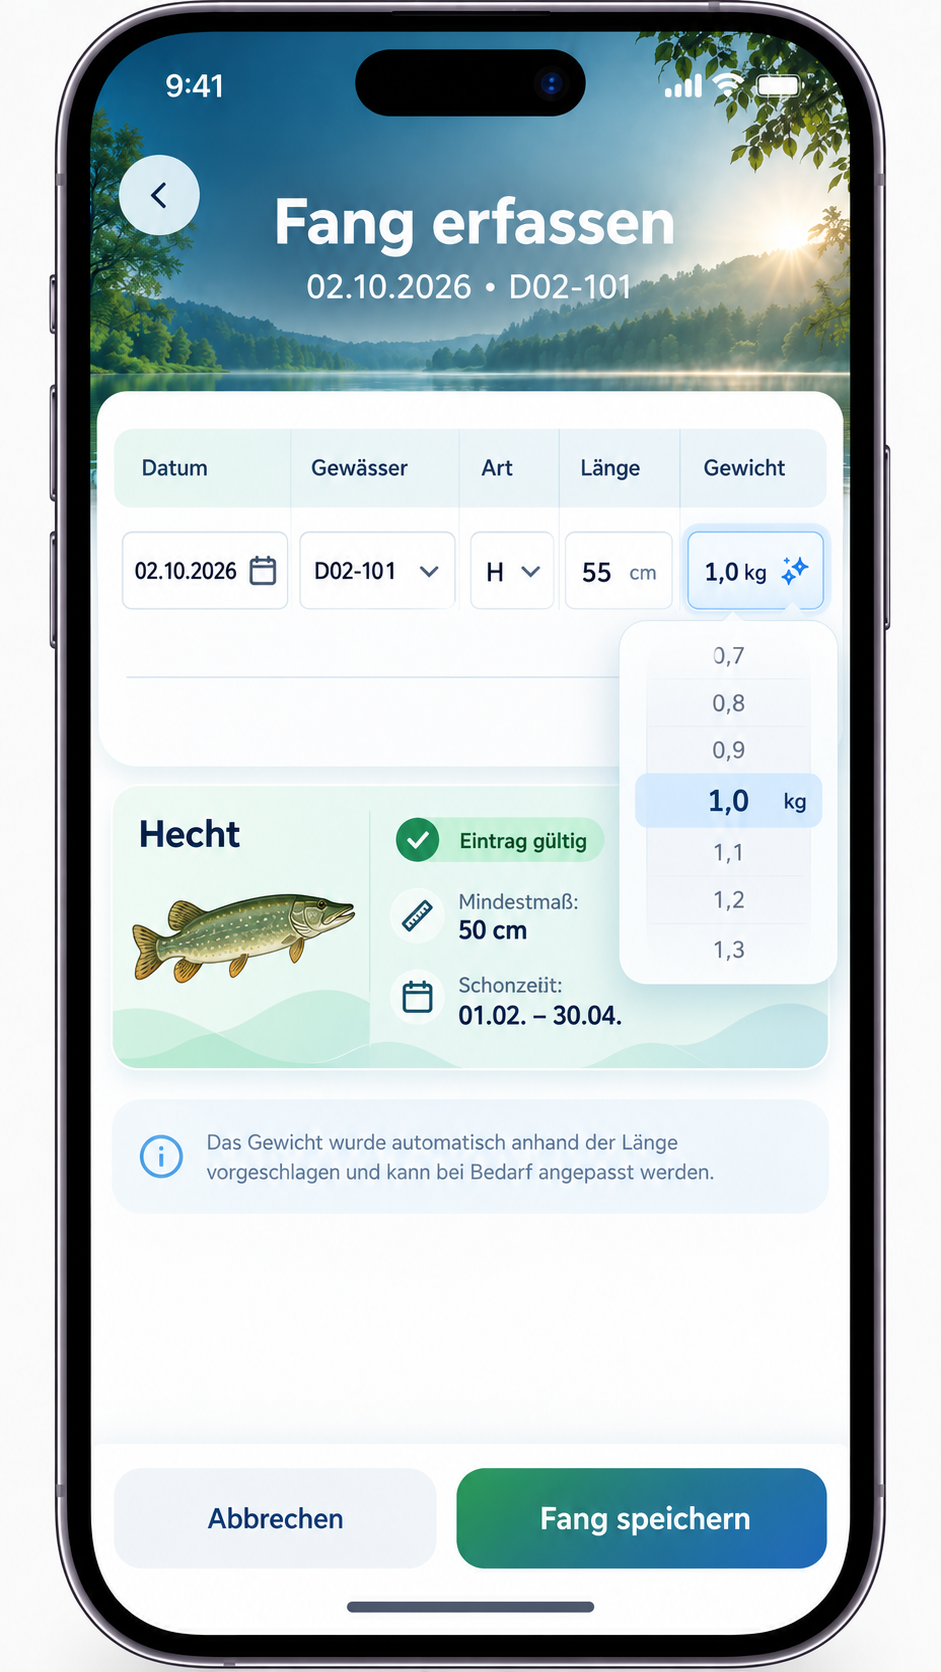 9:41
Fang erfassen
02.10.2026 • D02-101
Datum Gewässer Art Länge Gewicht
02.10.2026 D02-101 H 55 cm 1,0 kg
0,7
0,8
0,9
1,0 kg
1,1
1,2
1,3
Hecht
Eintrag gültig
Mindestmaß:
50 cm
Schonzeiit:
01.02. – 30.04.
Das Gewicht wurde automatisch anhand der Länge
vorgeschlagen und kann bei Bedarf angepasst werden.
Abbrechen
Fang speichern